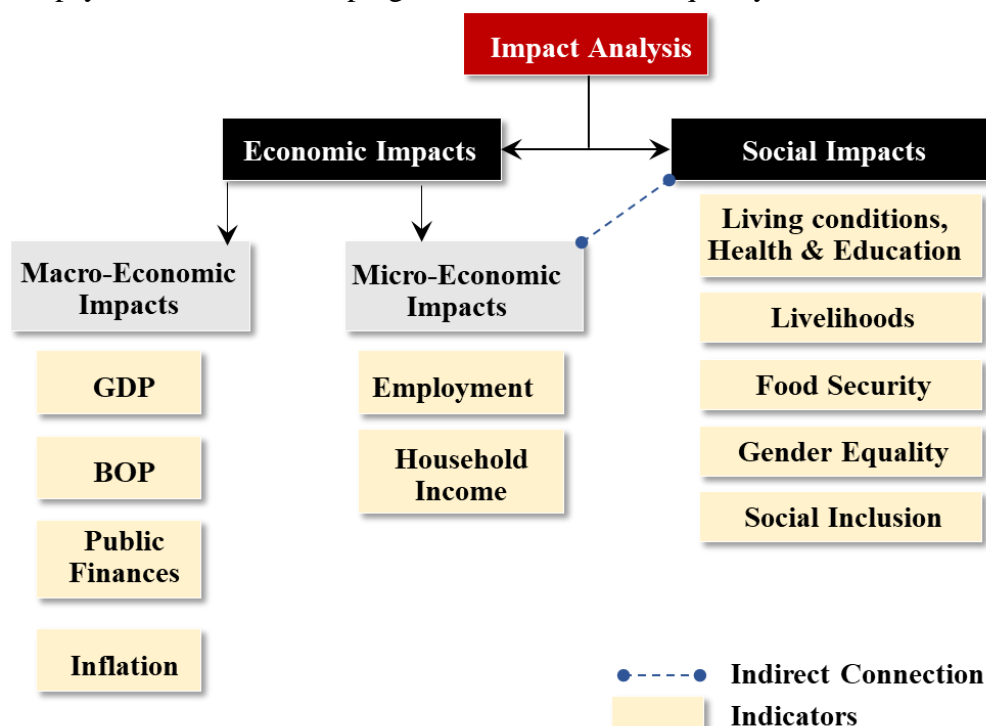 Impact Analysis
Economic Impacts
Social Impacts
Macro-Economic
Impacts
GDP
BOP
Public
Finances
Inflation
Micro-Economic
Impacts
Employment
Household
Income
Living conditions,
Health & Education
Livelihoods
Food Security
Gender Equality
Social Inclusion
Indirect Connection
Indicators